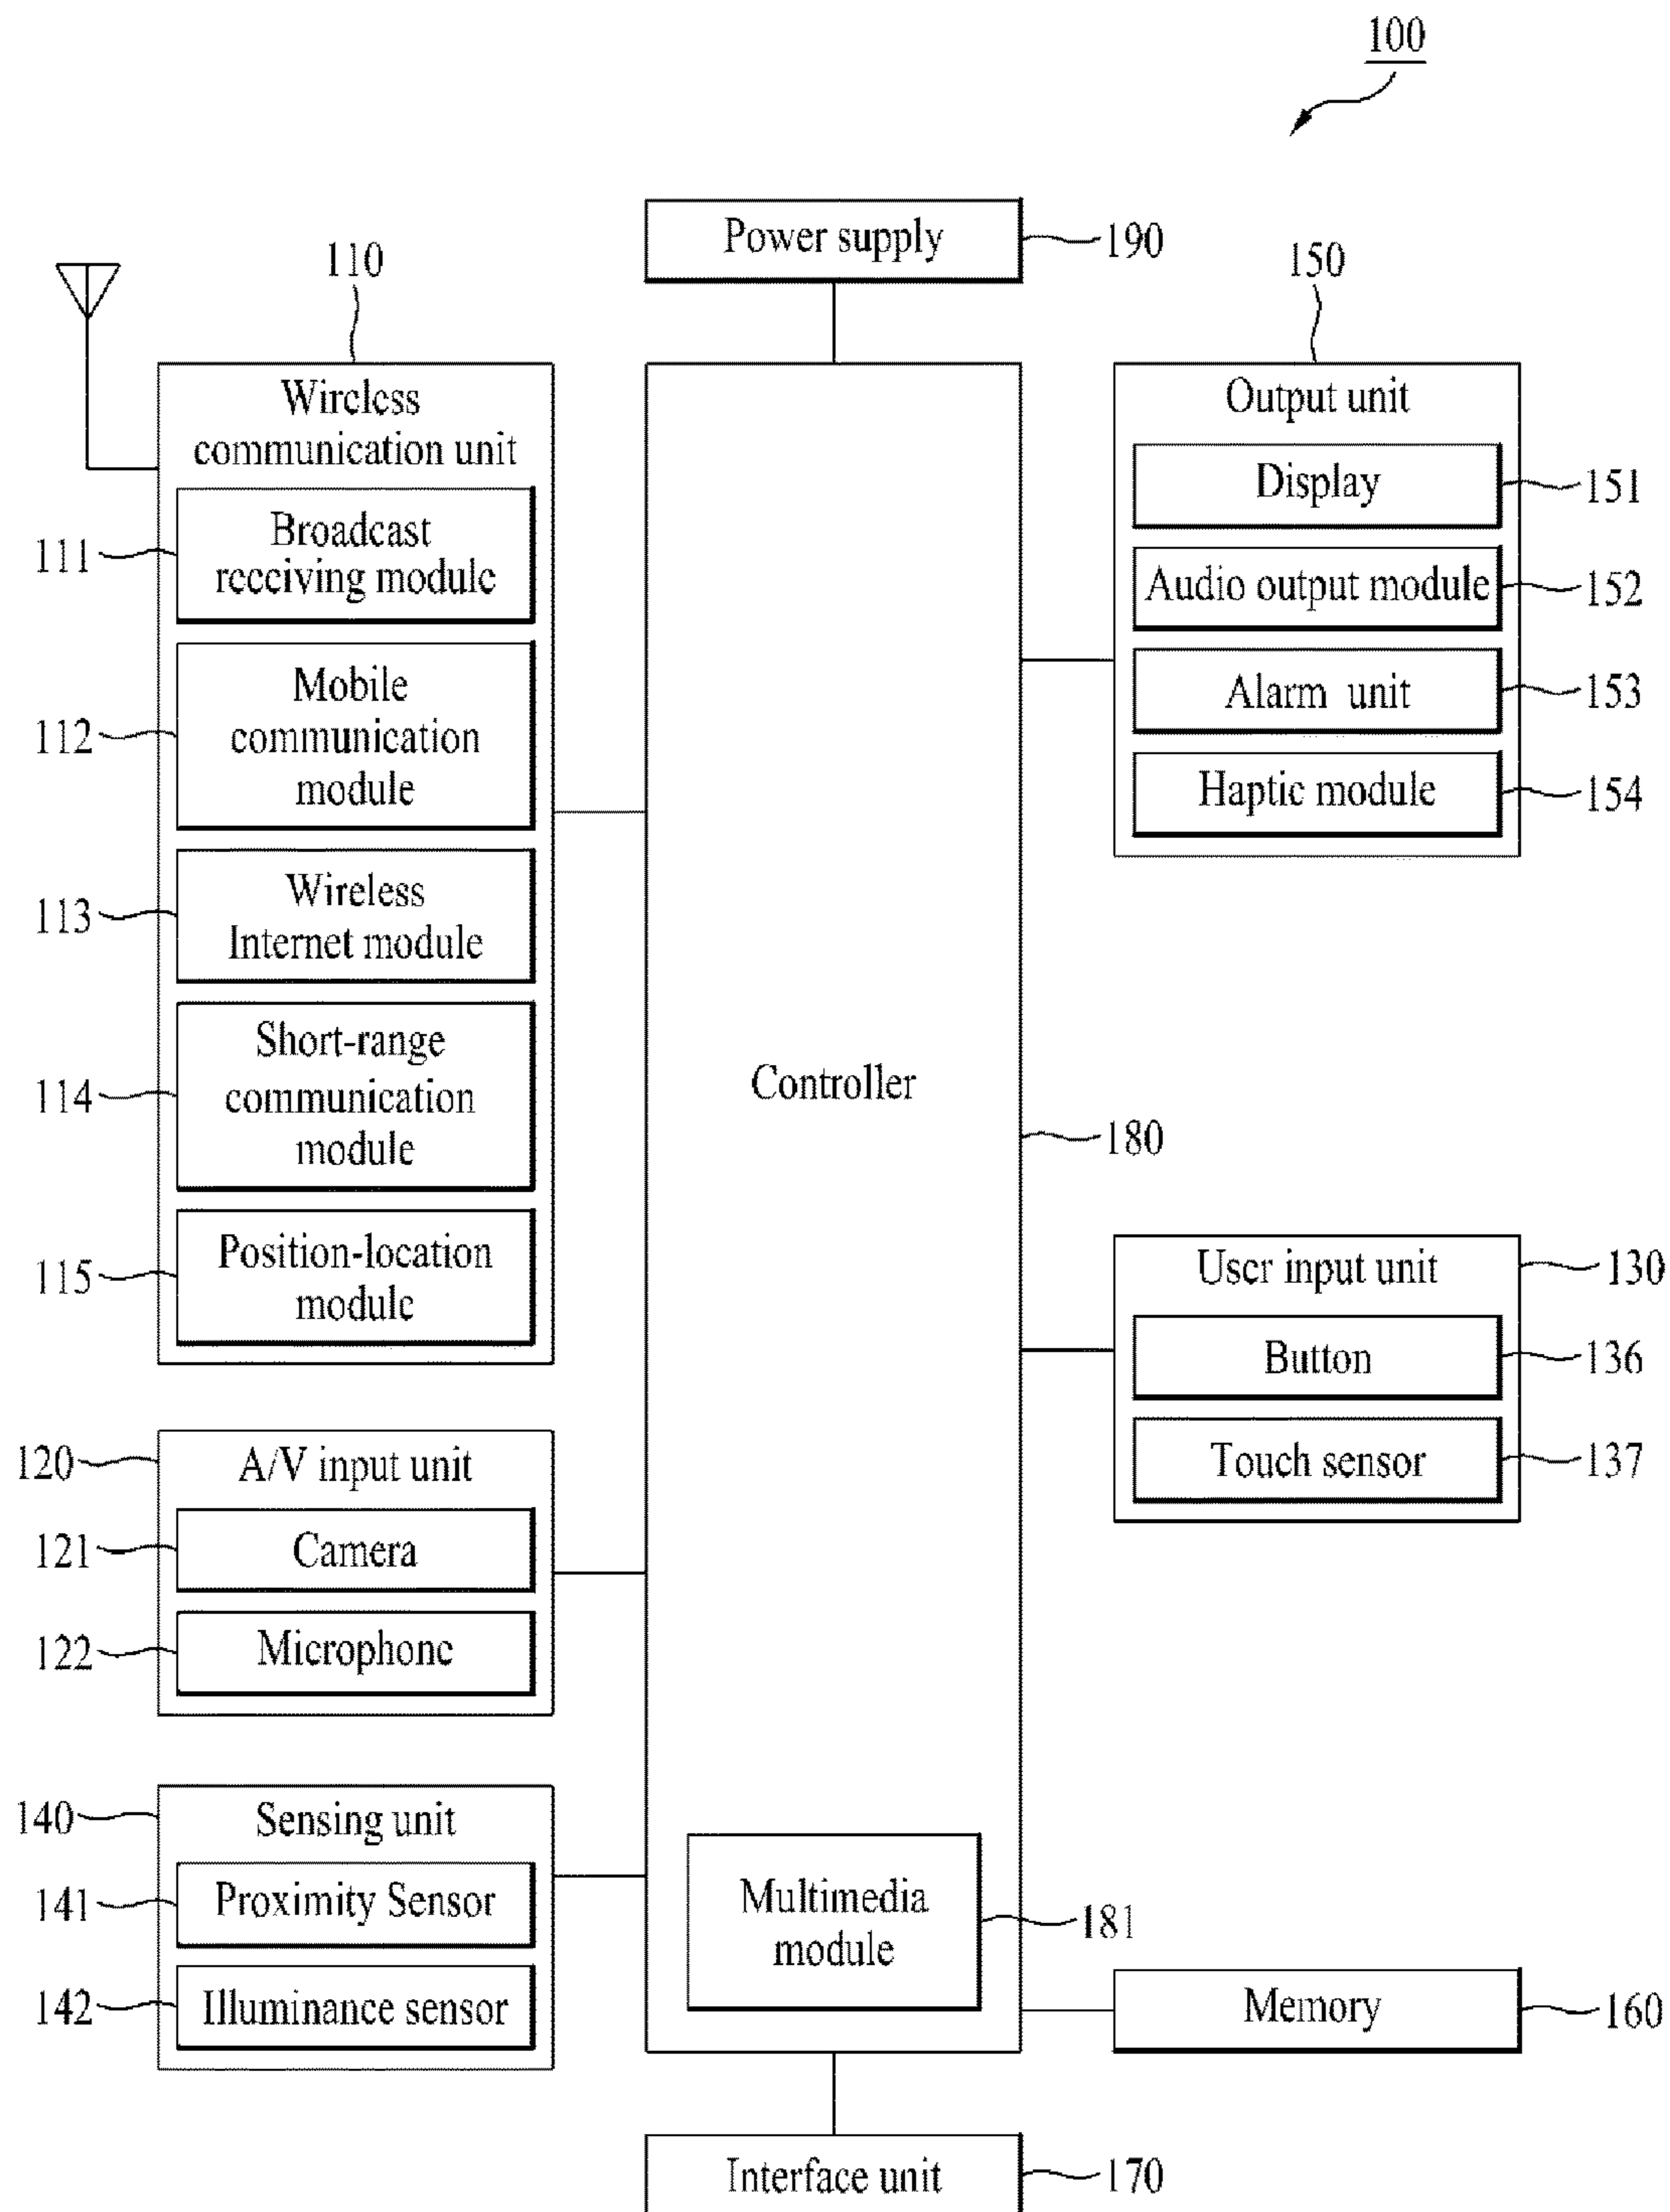 100
Power supply
190
110
Wireless
communication unit
111
Broadcast
receiving module
112
Mobile
communication
module
113
Wireless
Internet module
114
Short-range
communication
module
115
Position-location
module
120
A/V input unit
121
Camera
122
Microphone
140
Sensing unit
141
Proximity Sensor
142
Illuminance sensor
Controller
180
Multimedia
module
181
150
Output unit
Display
151
Audio output module
152
Alarm unit
153
Haptic module
154
User input unit
130
Button
136
Touch sensor
137
Memory
160
Interface unit
170